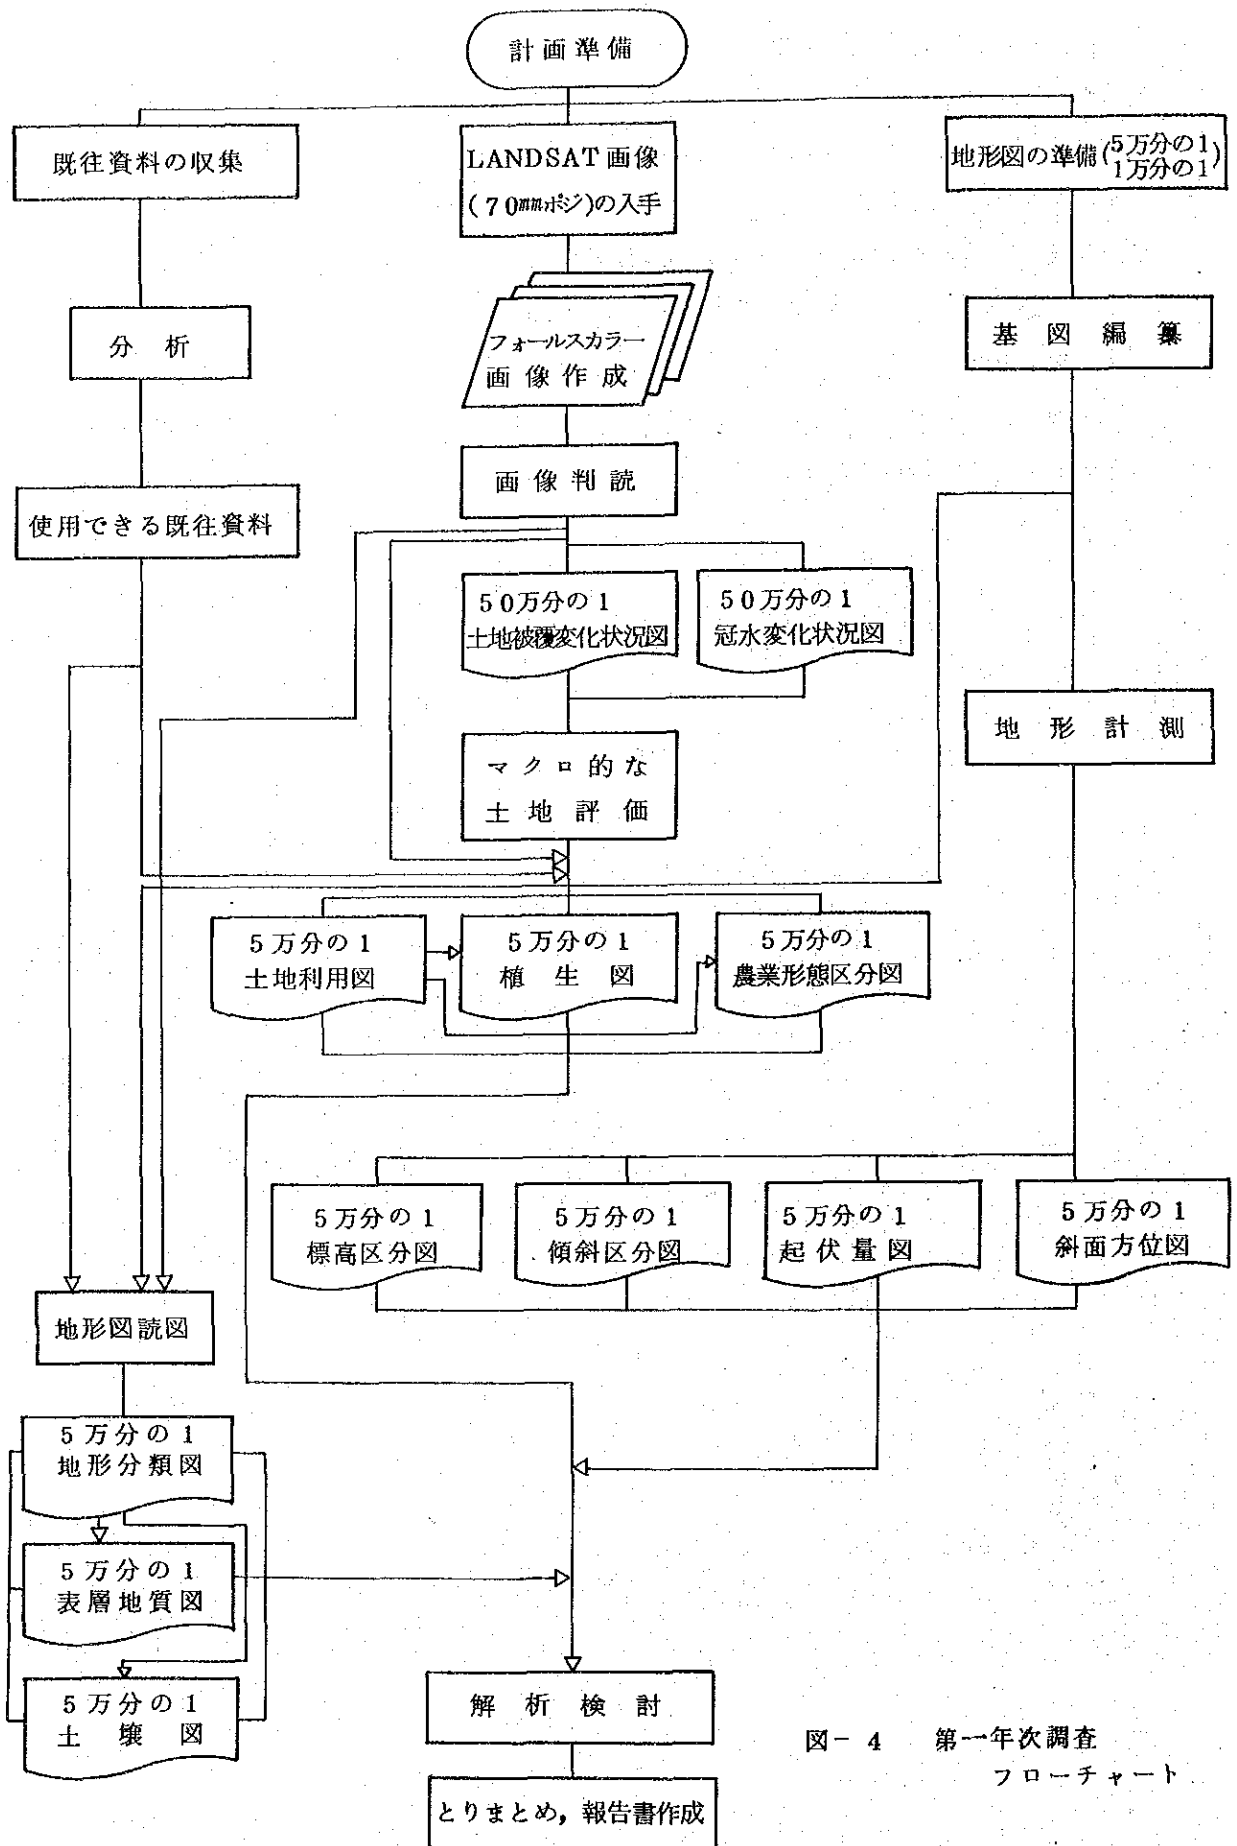 計画準備
既往資料の収集
LANDSAT画像
(70mmポジ)の入手
地形図の準備(5万分の1
1万分の1)
フォールスカラー
画像作成
分析
基図編纂
画像判読
使用できる既往資料
50万分の1
土地被覆変化状況図
50万分の1
冠水変化状況図
地形計測
マクロ的な
土地評価
5万分の1
土地利用図
5万分の1
植生図
5万分の1
農業形態区分図
5万分の1
標高区分図
5万分の1
傾斜区分図
5万分の1
起伏量図
5万分の1
斜面方位図
地形図読図
5万分の1
地形分類図
5万分の1
表層地質図
5万分の1
土壌図
解析検討
とりまとめ,報告書作成
図-4 第一年次調査
フローチャート